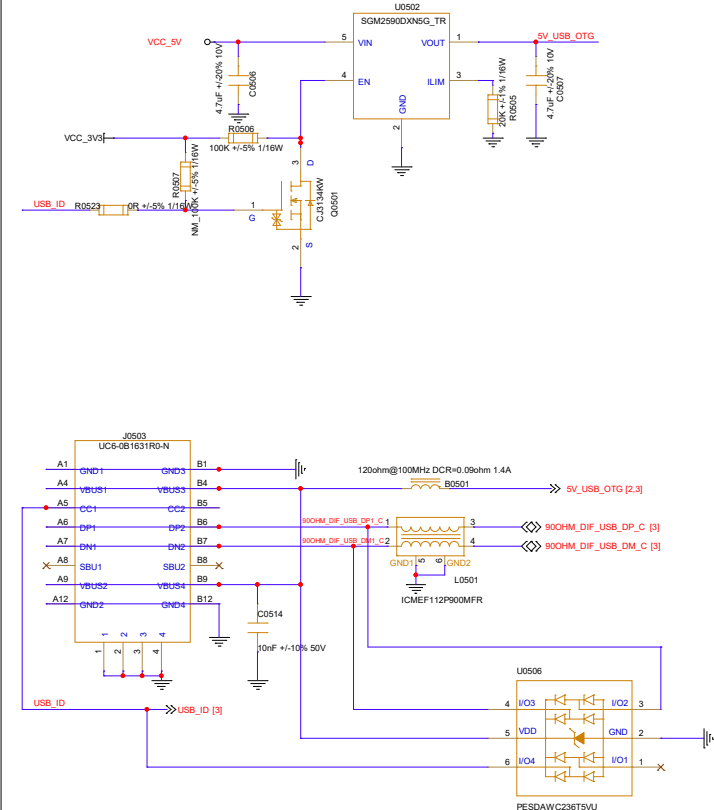 U0502
SGM2590DXN5G_TR
VCC_5V
5
VIN
VOUT
1
5V_USB_OTG
4.7uF +/-20% 10V
C0506
4
EN
ILIM
3
GND
2
20K +/-1% 1/16W
R0505
4.7uF +/-20% 10V
C0507
VCC_3V3
R0506
100K +/-5% 1/16W
R0507
NM_100K +/-5% 1/16W
USB_ID
R0523
0R +/-5% 1/16W
1
G
3
D
CJ3134KW
Q0501
2
S
J0503
UC6-0B1631R0-N
A1
GND1
GND3
B1
A4
VBUS1
VBUS3
B4
A5
CC1
CC2
B5
A6
DP1
DP2
B6
A7
DN1
DN2
B7
A8
SBU1
SBU2
B8
A9
VBUS2
VBUS4
B9
A12
GND2
GND4
B12
1
2
3
4
1
2
3
4
120ohm@100MHz DCR=0.09ohm 1.4A
B0501
5V_USB_OTG [2,3]
90OHM_DIF_USB_DP1_C
1
3
90OHM_DIF_USB_DP_C [3]
90OHM_DIF_USB_DM1_C
2
4
90OHM_DIF_USB_DM_C [3]
GND1
5
6
GND2
L0501
ICMEF112P900MFR
C0514
10nF +/-10% 50V
USB_ID
USB_ID [3]
U0506
4
I/O3
I/O2
3
5
VDD
GND
2
6
I/O4
I/O1
1
PESDAWC236T5VU